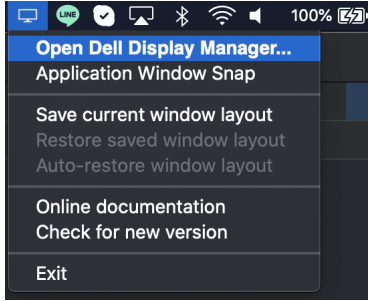 LINE
100%
Open Dell Display Manager...
Application Window Snap
Save current window layout
Restore saved window layout
Auto-restore window layout
Online documentation
Check for new version
Exit